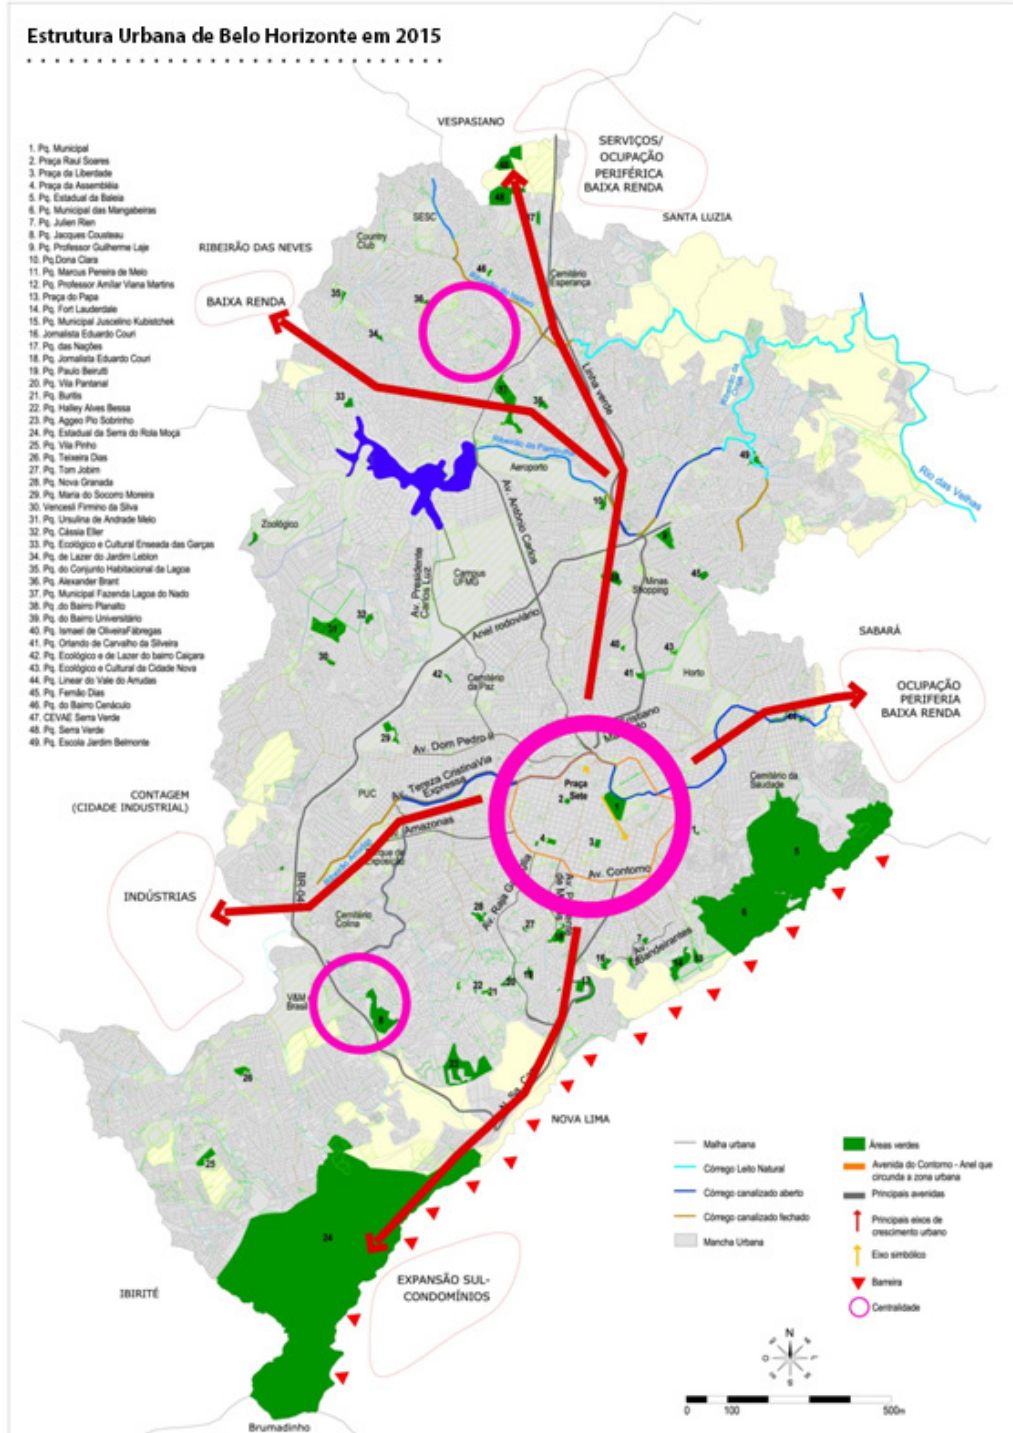 Estrutura Urbana de Belo Horizonte em 2015
1. Pq. Municipal
2. Praça Raul Soares
3. Praça da Liberdade
4. Praça da Assembléia
5. Pq. Estadual da Baleia
6. Pq. Municipal das Mangabeiras
7. Pq. Julien Rien
8. Pq. Jacques Cousteau
9. Pq. Professor Guilherme Laje
10. Pq.Dona Clara
11. Pq. Marcus Pereira de Melo
12. Pq. Professor Amílar Viana Martins
13. Praça do Papa
14. Pq. Fort Lauderdale
15. Pq. Municipal Juscelino Kubistchek
16. Jornalista Eduardo Couri
17. Pq. das Nações
18. Pq. Jornalista Eduardo Couri
19. Pq. Paulo Beirutti
20. Pq. Vila Pantanal
21. Pq. Buritis
22. Pq. Halley Alves Bessa
23. Pq. Aggeo Pio Sobrinho
24. Pq. Estadual da Serra do Rola Moça
25. Pq. Vila Pinho
26. Pq. Teixeira Dias
27. Pq. Tom Jobim
28. Pq. Nova Granada
29. Pq. Maria do Socorro Moreira
30. Vencesli Firmino da Silva
31. Pq. Ursulina de Andrade Melo
32. Pq. Cássia Eller
33. Pq. Ecológico e Cultural Enseada das Garças
34. Pq. de Lazer do Jardim Leblon
35. Pq. do Conjunto Habitacional da Lagoa
36. Pq. Alexander Brant
37. Pq. Municipal Fazenda Lagoa do Nado
38. Pq .do Bairro Planalto
39. Pq. do Bairro Universitário
40. Pq. Ismael de OliveiraFábregas
41. Pq. Orlando de Carvalho da Silveira
42. Pq. Ecológico e de Lazer do bairro Caiçara
43. Pq. Ecológico e Cultural da Cidade Nova
44. Pq. Linear do Vale do Arrudas
45. Pq. Fernão Dias
46. Pq. do Bairro Cenáculo
47. CEVAE Serra Verde
48. Pq. Serra Verde
49. Pq. Escola Jardim Belmonte
VESPASIANO
SERVIÇOS/
OCUPAÇÃO
PERIFÉRICA
BAIXA RENDA
SANTA LUZIA
RIBEIRÃO DAS NEVES
BAIXA RENDA
SESC
Country
Club
Cemitério
Esperança
Linha verde
Ribeirão da
Onça
Rio das Velhas
Ribeirão da Pampulha
Aeroporto
Av. Antônio Carlos
Zoológico
Av. Presidente
Carlos Luz
Campus
UFMG
Anel rodoviário
Minas
Shopping
Cemitério
da Paz
Horto
SABARÁ
OCUPAÇÃO
PERIFERIA
BAIXA RENDA
Av. Dom Pedro II
Av. Tereza CristinaVia
Expressa
Praça
Sete
PUC
Amazonas
Av. Contorno
Cemitério da
Saudade
CONTAGEM
(CIDADE INDUSTRIAL)
INDÚSTRIAS
Cemitério
Colina
V&M
Brasil
NOVA LIMA
IBIRITÉ
EXPANSÃO SUL-
CONDOMÍNIOS
Brumadinho
Malha urbana
Córrego Leito Natural
Córrego canalizado aberto
Córrego canalizado fechado
Mancha Urbana
Áreas verdes
Avenida do Contorno - Anel que
circunda a zona urbana
Principais avenidas
Principais eixos de
crescimento urbano
Eixo simbólico
Barreira
Centralidade
N
S
0 100 500m